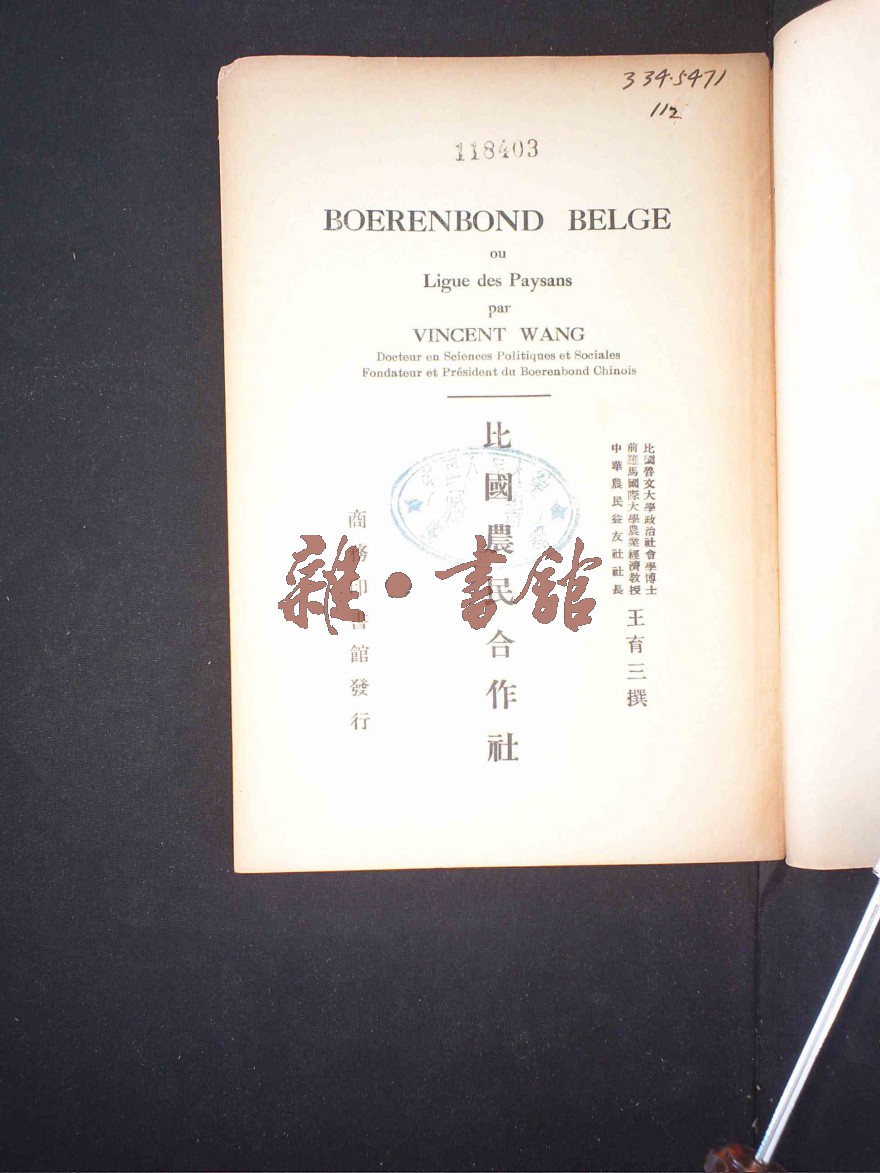 334.5471
112
118403
BOERENBOND BELGE
ou
Ligue des Paysans
par
VINCENT WANG
Docteur en Sciences Politiques et Sociales
Fondateur et Président du Boerenbond Chinois
比國魯文大學政治社會學博士
前羅馬國際大學農業經濟教授
中華農民益友社社長
王育三撰
比國農民合作社
商務印書館發行
雜·書館